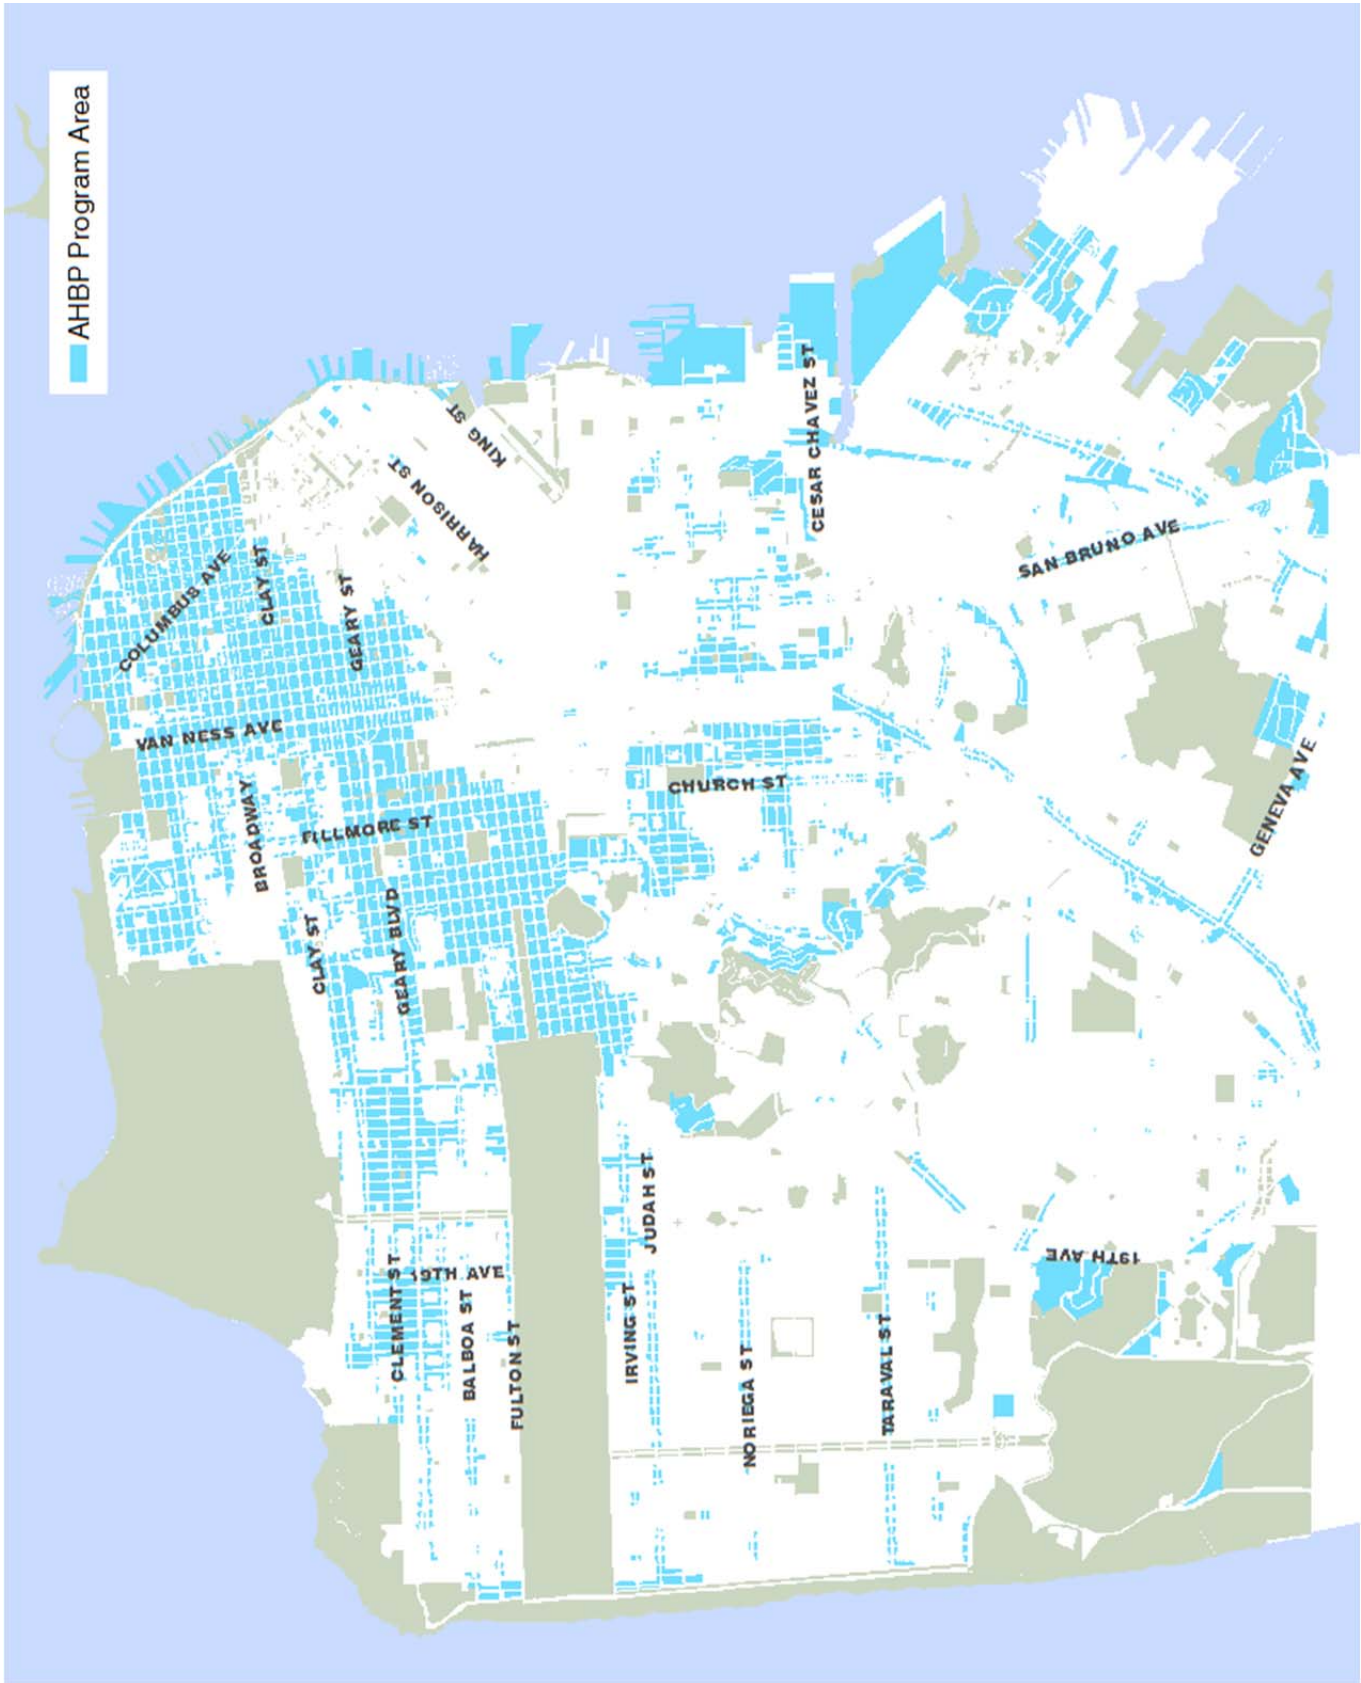 AHBP Program Area
COLUMBUS AVE
CLAY ST
GEARY ST
KING ST
HARRISON ST
VAN NESS AVE
BROADWAY
FILLMORE ST
CLAY ST
GEARY BLVD
CESAR CHAVEZ ST
SAN BRUNO AVE
CHURCH ST
GENEVA AVE
CLEMENT ST
19TH AVE
BALBOA ST
FULTON ST
JUDAH ST
IRVING ST
NORIEGA ST
TARAVAL ST
19TH AVE